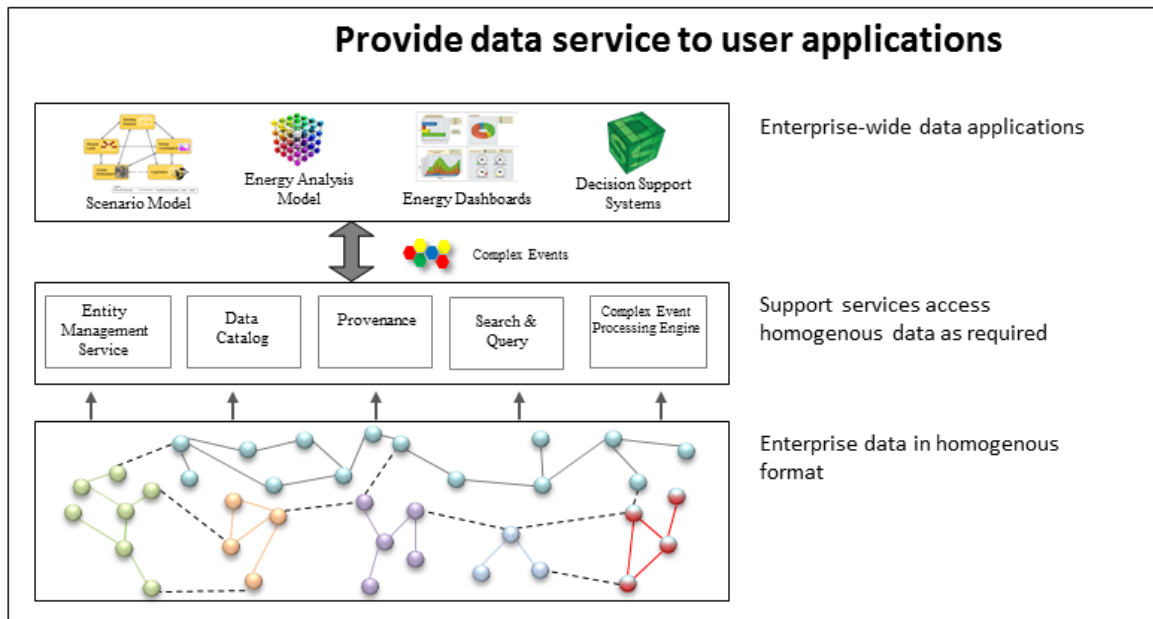 Provide data service to user applications
Enterprise-wide data applications
Scenario Model
Energy Analysis
Model
Energy Dashboards
Decision Support
Systems
Complex Events
Entity
Management
Service
Data
Catalog
Provenance
Search &
Query
Complex Event
Processing Engine
Support services access
homogenous data as required
Enterprise data in homogenous
format